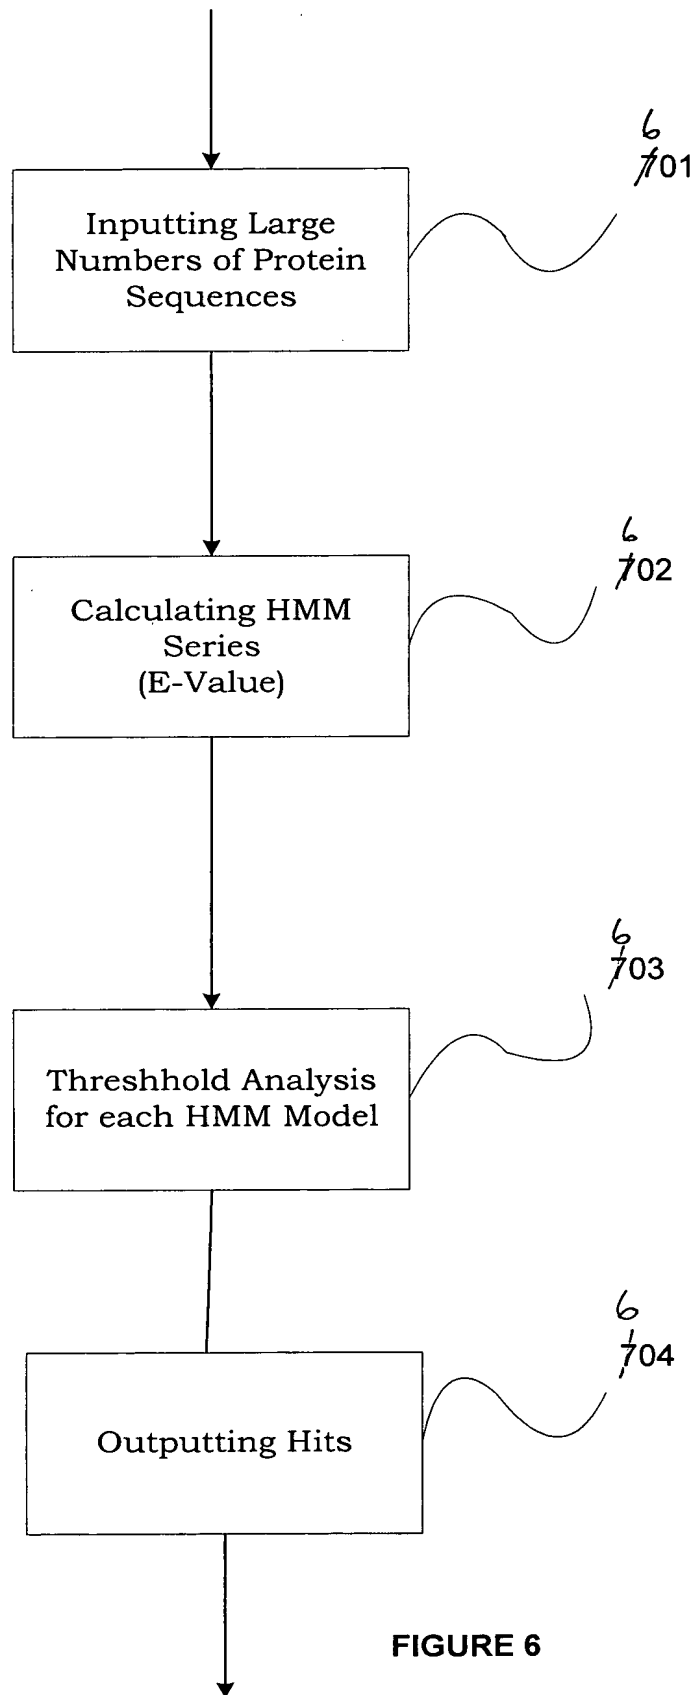 6
701
Inputting Large
Numbers of Protein
Sequences
6
702
Calculating HMM
Series
(E-Value)
6
703
Threshhold Analysis
for each HMM Model
6
704
Outputting Hits
FIGURE 6